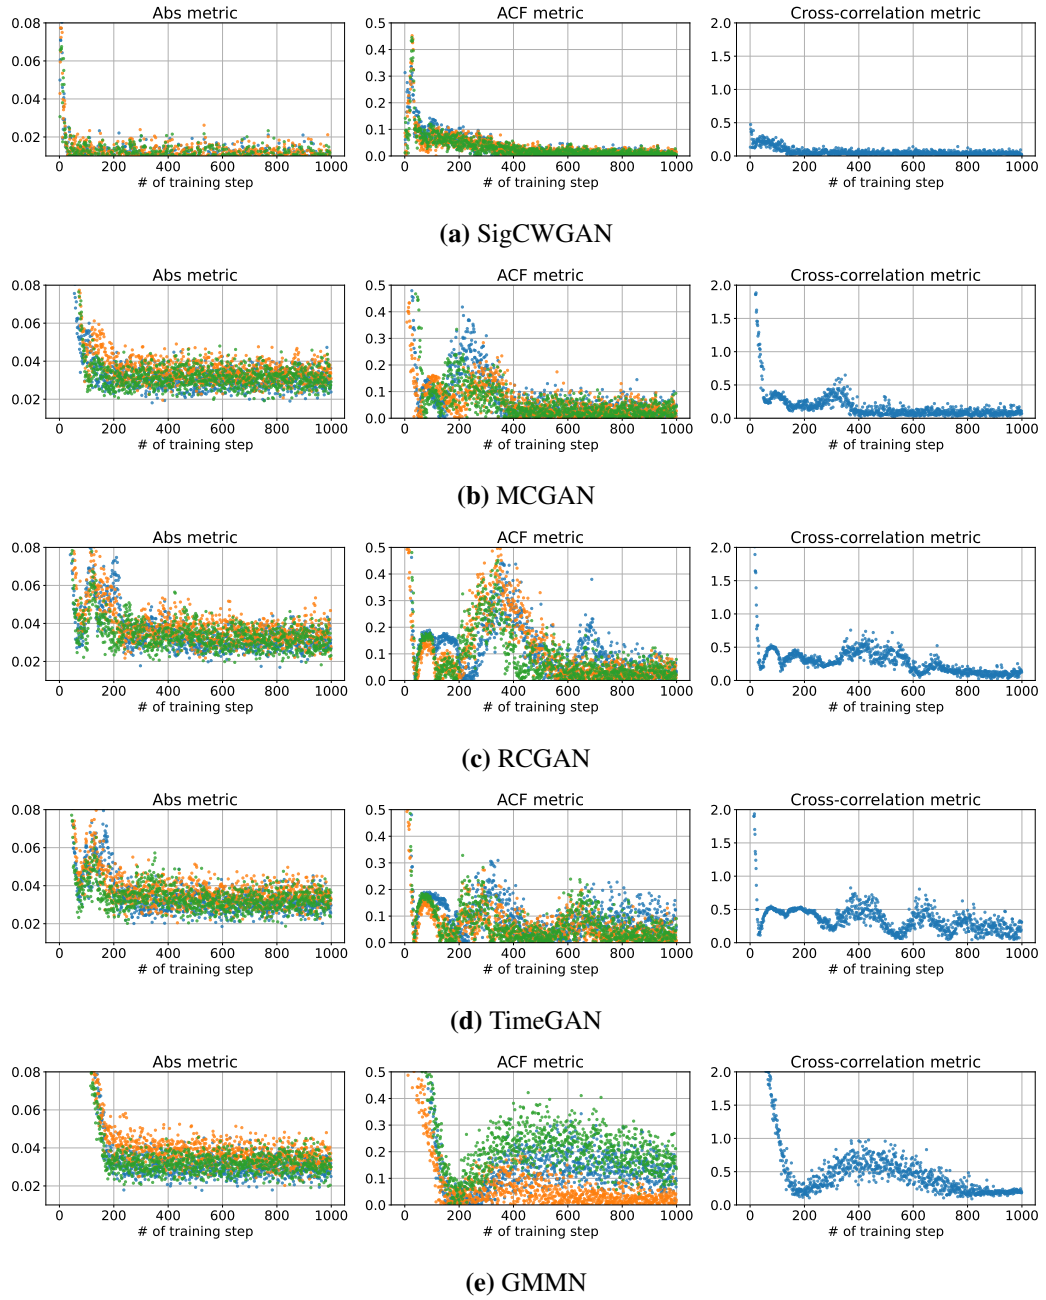 Abs metric ACF metric Cross-correlation metric
0.08 0.5 2.0
0.4 1.5
0.06 0.3
1.0
0.04 0.2
0.5
0.02 0.1
0.0 0.0
0 200 400 600 800 1000 0 200 400 600 800 1000 0 200 400 600 800 1000
# of training step # of training step # of training step
(a) SigCWGAN
Abs metric ACF metric Cross-correlation metric
0.08 0.5 2.0
0.4 1.5
0.06 0.3
1.0
0.04 0.2
0.5
0.02 0.1
0.0 0.0
0 200 400 600 800 1000 0 200 400 600 800 1000 0 200 400 600 800 1000
# of training step # of training step # of training step
(b) MCGAN
Abs metric ACF metric Cross-correlation metric
0.08 0.5 2.0
0.4 1.5
0.06 0.3
1.0
0.04 0.2
0.5
0.02 0.1
0.0 0.0
0 200 400 600 800 1000 0 200 400 600 800 1000 0 200 400 600 800 1000
# of training step # of training step # of training step
(c) RCGAN
Abs metric ACF metric Cross-correlation metric
0.08 0.5 2.0
0.4 1.5
0.06 0.3
1.0
0.04 0.2
0.5
0.02 0.1
0.0 0.0
0 200 400 600 800 1000 0 200 400 600 800 1000 0 200 400 600 800 1000
# of training step # of training step # of training step
(d) TimeGAN
Abs metric ACF metric Cross-correlation metric
0.08 0.5 2.0
0.4 1.5
0.06 0.3
1.0
0.04 0.2
0.5
0.02 0.1
0.0 0.0
0 200 400 600 800 1000 0 200 400 600 800 1000 0 200 400 600 800 1000
# of training step # of training step # of training step
(e) GMMN